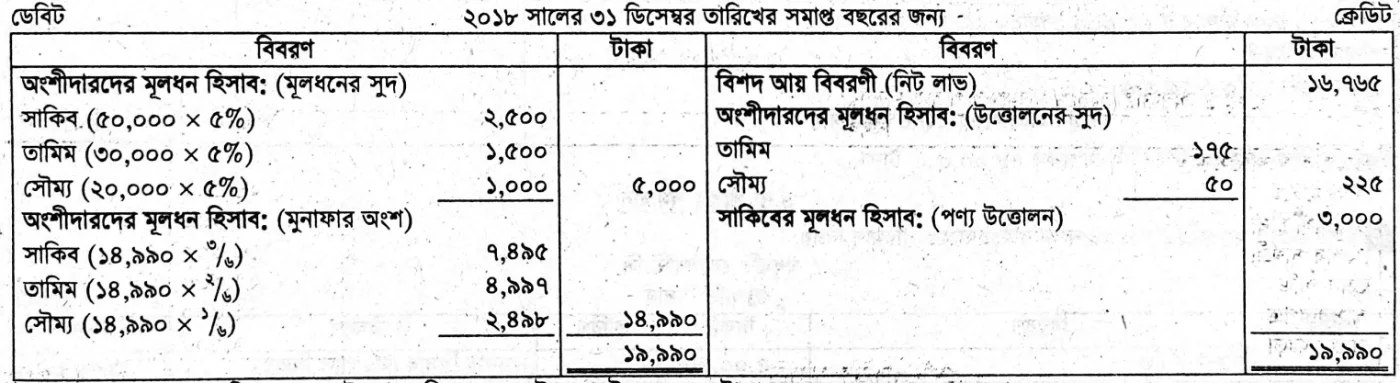 ডেবিট ২০১৮ সালের ৩১ ডিসেম্বর তারিখের সমাপ্ত বছরের জন্য ক্রেডিট
বিবরণ টাকা বিবরণ টাকা
অংশীদারদের মূলধন হিসাব: (মূলধনের সুদ) বিশদ আয় বিবরণী (নিট লাভ) ১৬,৭৬৫
সাকিব (৫০,০০০ × ৫%) ২,৫০০ অংশীদারদের মূলধন হিসাব: (উত্তোলনের সুদ)
তামিম (৩০,০০০ × ৫%) ১,৫০০ তামিম ১৭৫
সৌম্য (২০,০০০ × ৫%) ১,০০০ ৫,০০০ সৌম্য ৫০ ২২৫
অংশীদারদের মূলধন হিসাব: (মুনাফার অংশ) সাকিবের মূলধন হিসাব: (পণ্য উত্তোলন) ৩,০০০
সাকিব (১৪,৯৯০ × ৩/৬) ৭,৪৯৫
তামিম (১৪,৯৯০ × ২/৬) ৪,৯৯৭
সৌম্য (১৪,৯৯০ × ১/৬) ২,৪৯৮ ১৪,৯৯০
১৯,৯৯০ ১৯,৯৯০